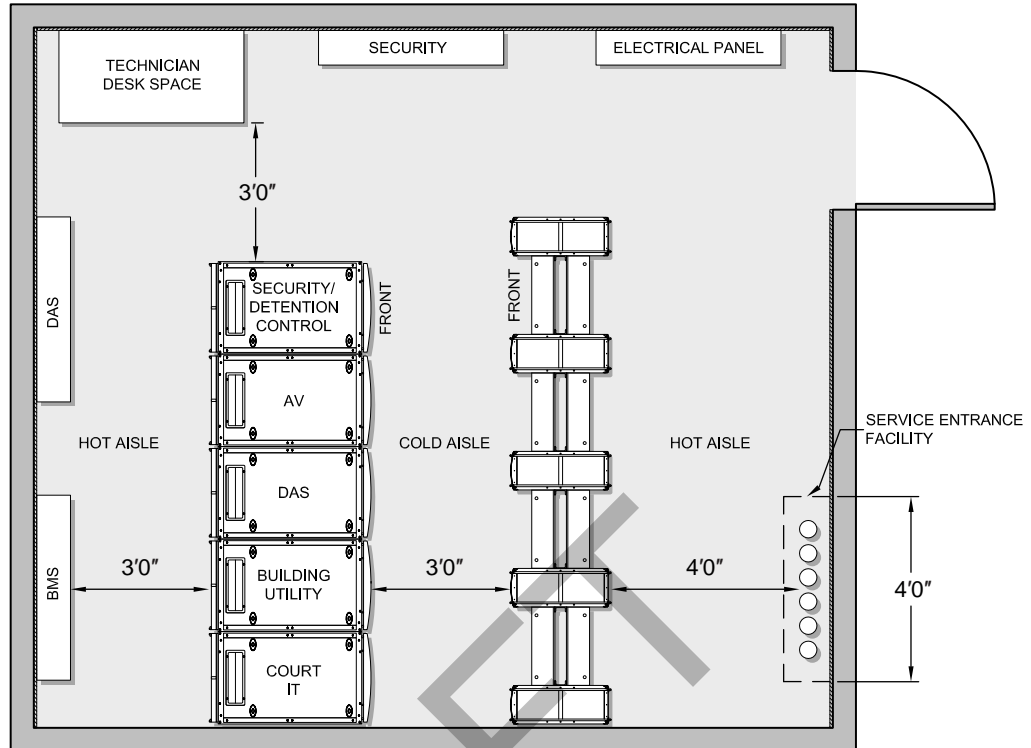 TECHNICIAN
DESK SPACE
SECURITY
ELECTRICAL PANEL
3'0"
DAS
SECURITY/
DETENTION
CONTROL
FRONT
FRONT
AV
HOT AISLE
COLD AISLE
HOT AISLE
SERVICE ENTRANCE
FACILITY
DAS
BMS
3'0"
BUILDING
UTILITY
3'0"
4'0"
4'0"
COURT
IT